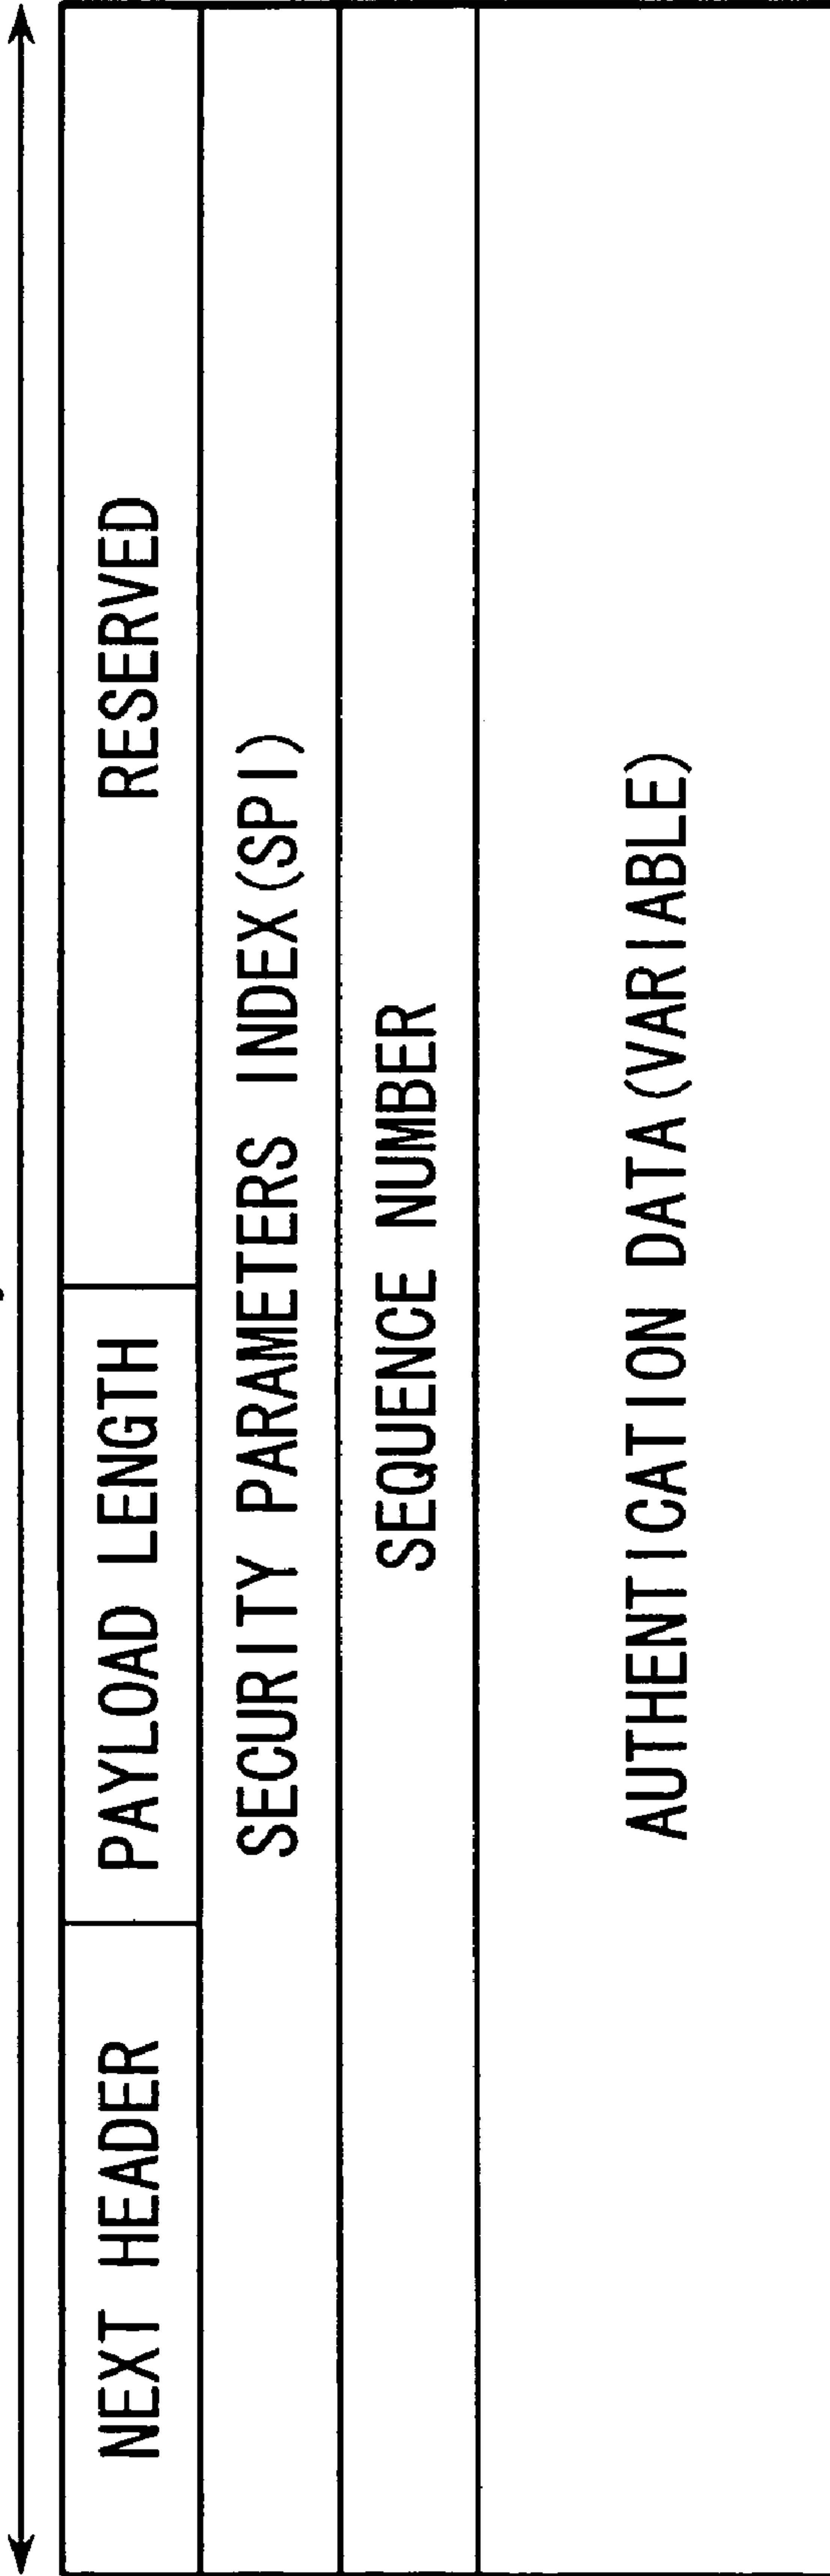 NEXT HEADER PAYLOAD LENGTH RESERVED
SECURITY PARAMETERS INDEX(SPI)
SEQUENCE NUMBER
AUTHENTICATION DATA(VARIABLE)